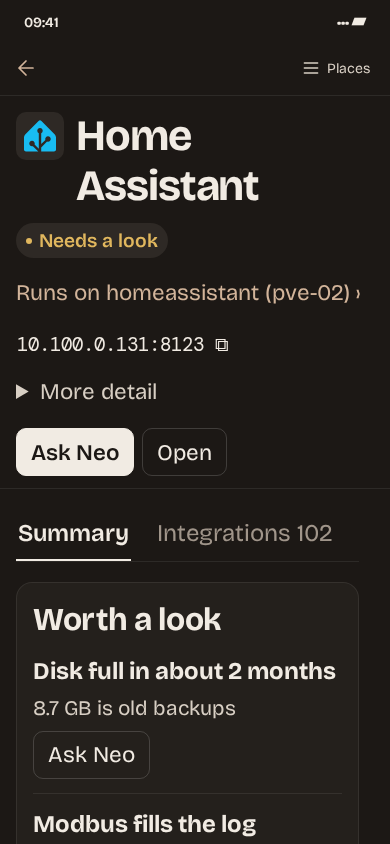 09:41
Places
Home
Assistant
Needs a look
Runs on homeassistant (pve-02) ›
10.100.0.131:8123
More detail
Ask Neo
Open
Summary
Integrations 102
Worth a look
Disk full in about 2 months
8.7 GB is old backups
Ask Neo
Modbus fills the log